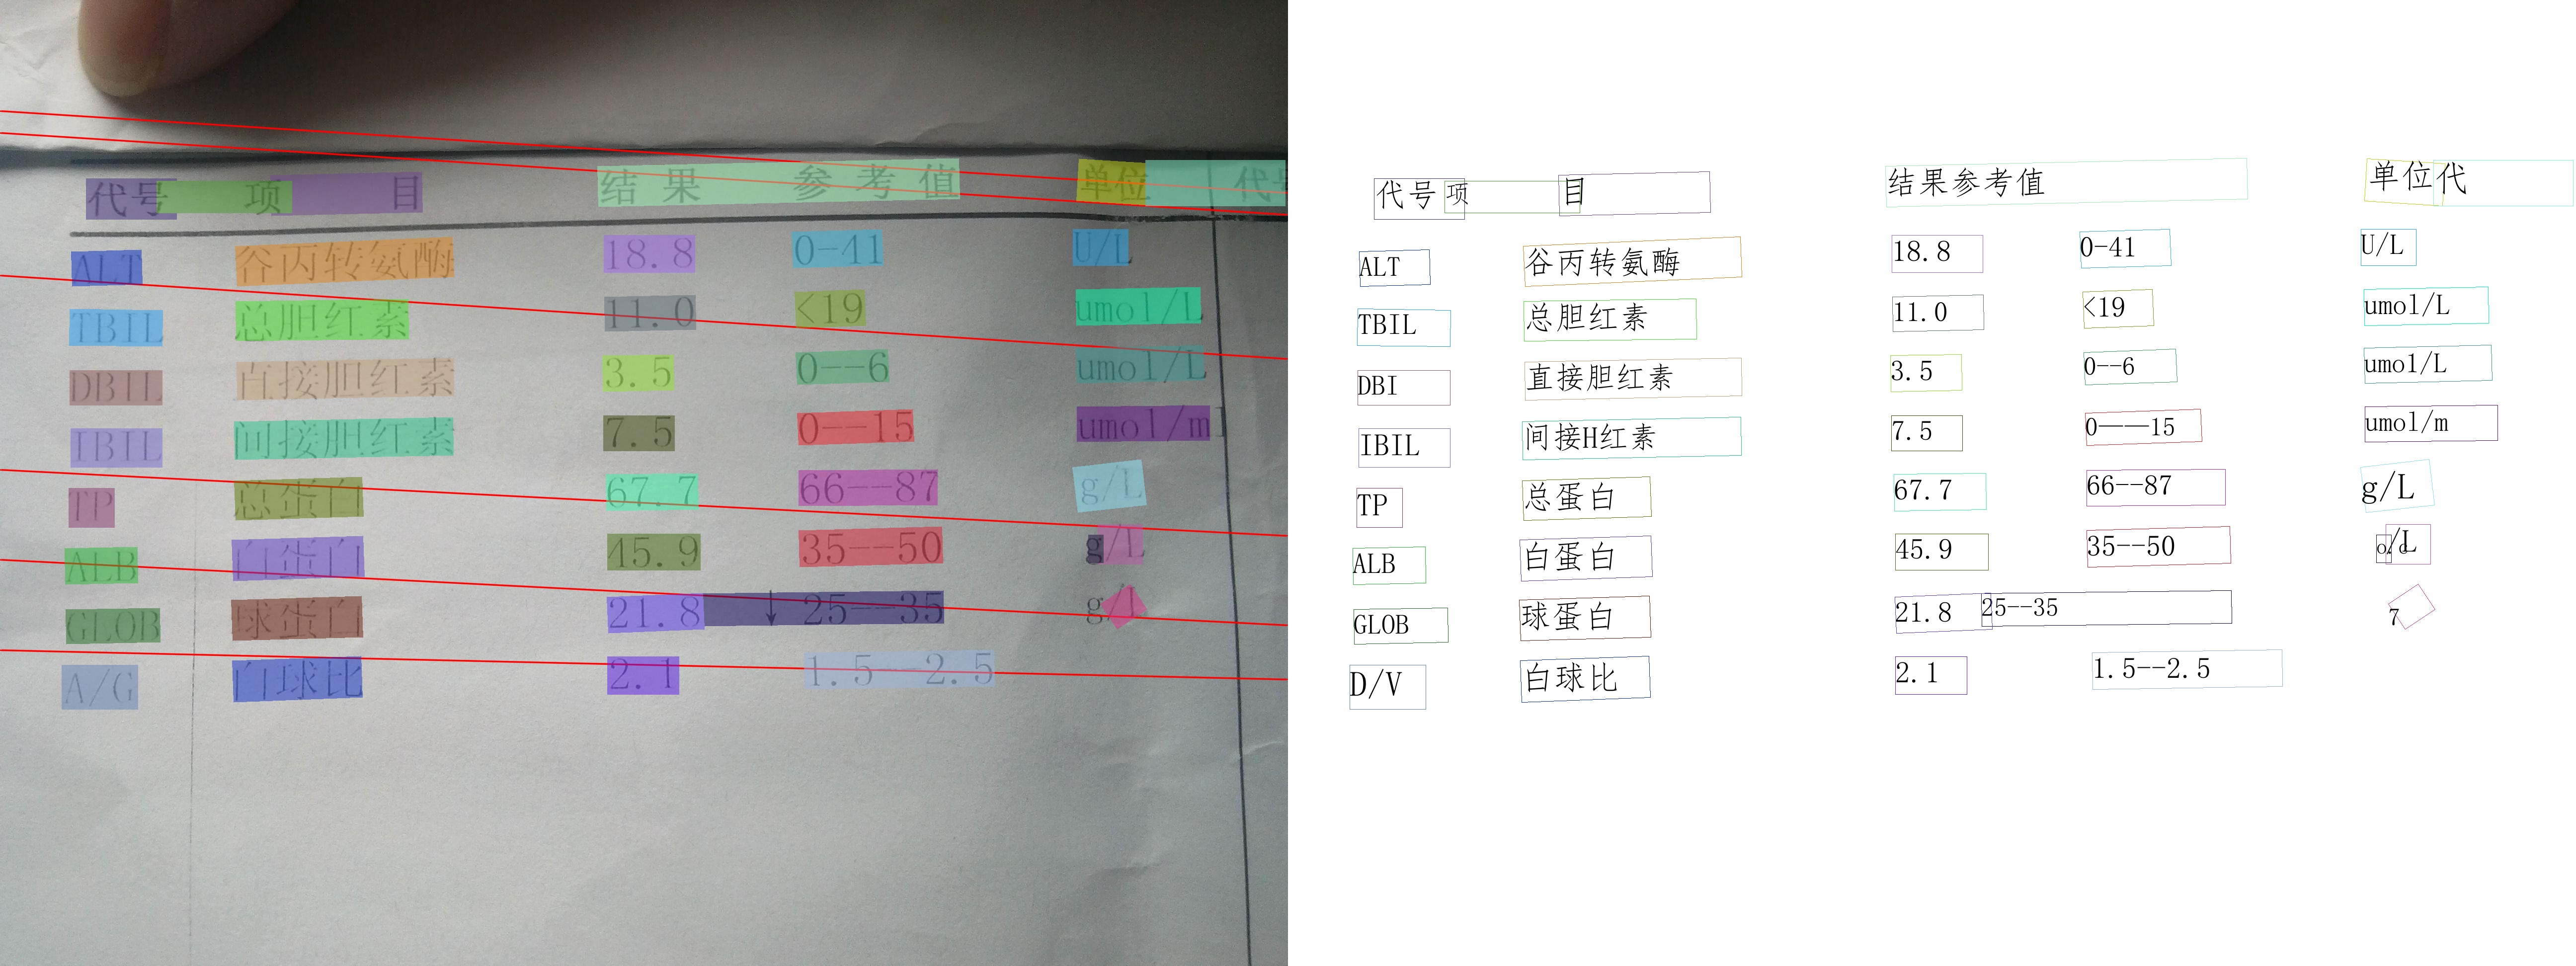 代号 项 目 结 果 参 考 值 单位 代号
ALT 谷丙转氨酶 18.8 0-41 U/L
TBIL 总胆红素 11.0 <19 umol/L
DBIL 直接胆红素 3.5 0--6 umol/L
IBIL 间接胆红素 7.5 0--15 umol/ml
TP 总蛋白 67.7 66--87 g/L
ALB 白蛋白 45.9 35--50 g/L
GLOB 球蛋白 21.8 ↓ 25--35 g/L
A/G 白球比 2.1 1.5--2.5
代号 项 目 结果参考值 单位 代
ALT 谷丙转氨酶 18.8 0-41 U/L
TBIL 总胆红素 11.0 <19 umol/L
DBI 直接胆红素 3.5 0--6 umol/L
IBIL 间接H红素 7.5 0——15 umol/m
TP 总蛋白 67.7 66--87 g/L
ALB 白蛋白 45.9 35--50 /L
GLOB 球蛋白 21.8 25--35 7
D/V 白球比 2.1 1.5--2.5